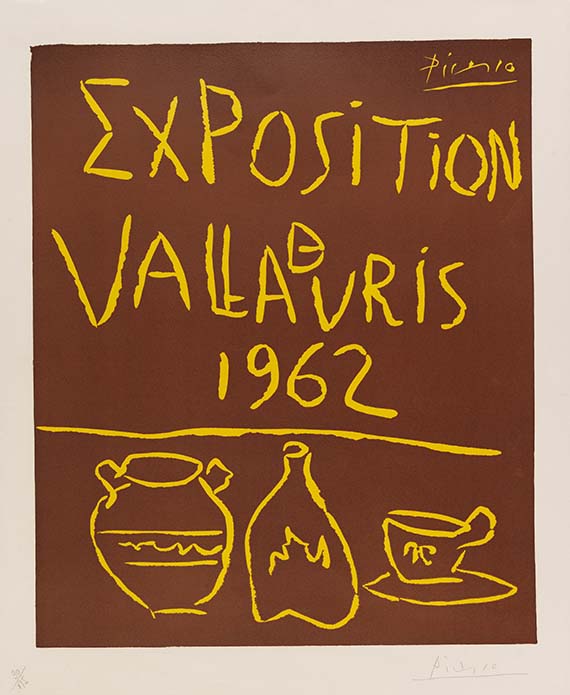 Picasso
EXPOSITION
VALLAURIS
1962
Picasso